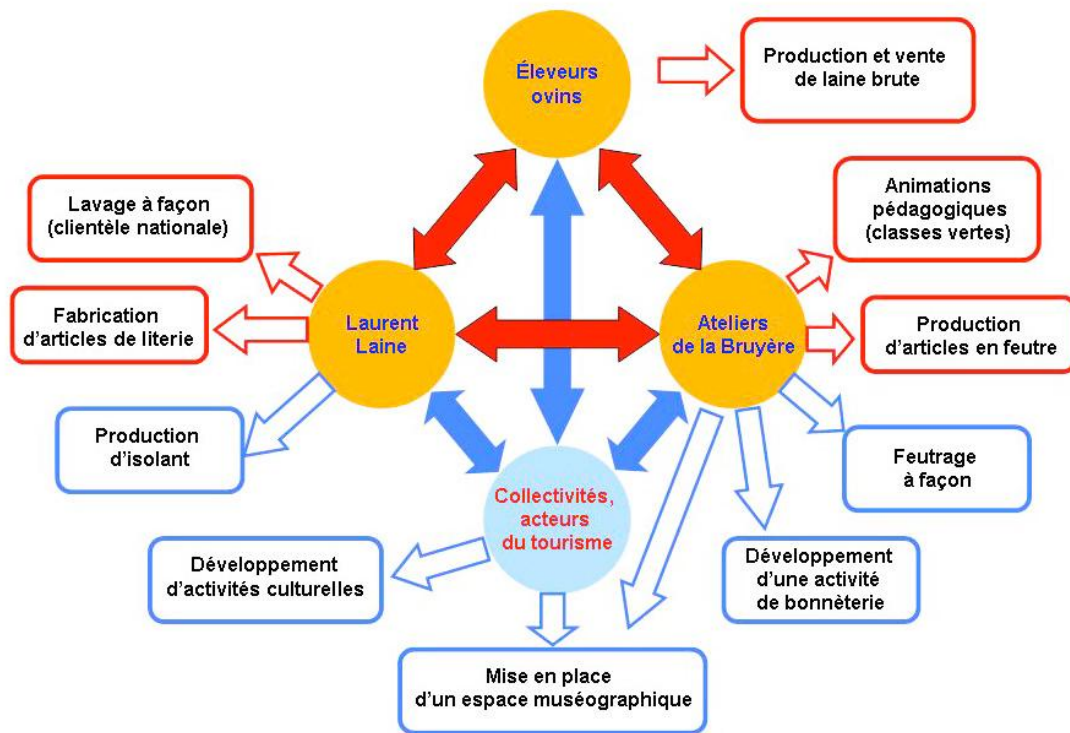 Éleveurs
ovins
Production et vente
de laine brute
Lavage à façon
(clientèle nationale)
Animations
pédagogiques
(classes vertes)
Fabrication
d'articles de literie
Laurent
Laine
Ateliers
de la Bruyère
Production
d'articles en feutre
Production
d'isolant
Feutrage
à façon
Collectivités,
acteurs
du tourisme
Développement
d'activités culturelles
Développement
d'une activité
de bonnèterie
Mise en place
d'un espace muséographique